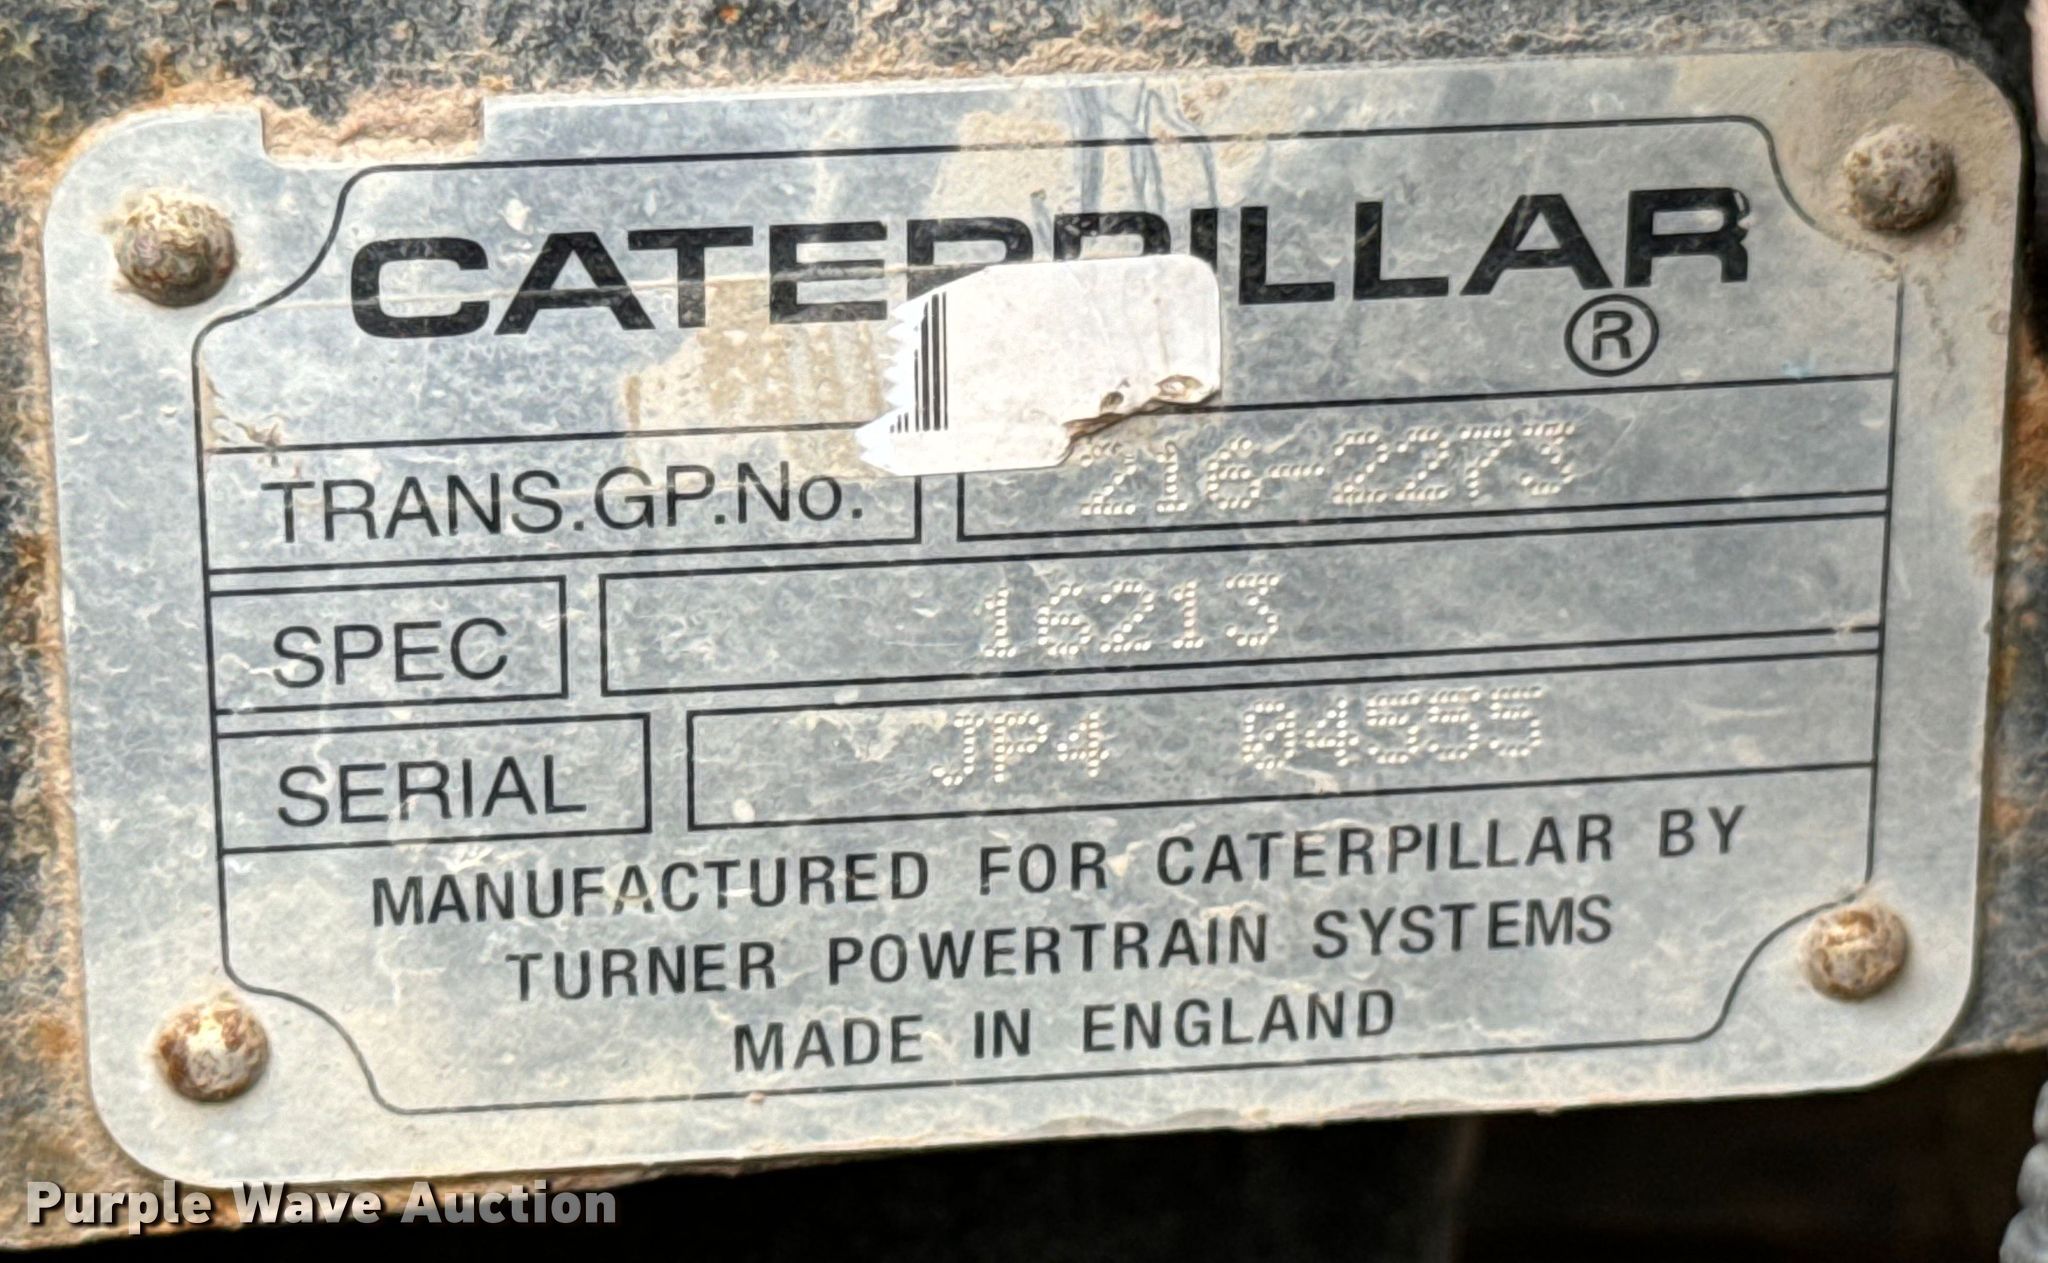 CATERPILLAR
®
TRANS.GP.No. 216-2273
SPEC 16213
SERIAL JP4 04555
MANUFACTURED FOR CATERPILLAR BY
TURNER POWERTRAIN SYSTEMS
MADE IN ENGLAND
Purple Wave Auction